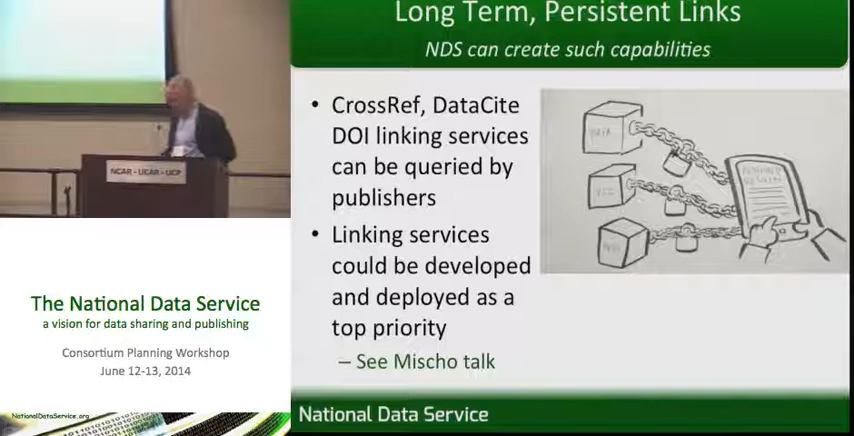 NCAR - UCAR - UCP
The National Data Service
a vision for data sharing and publishing
Consortium Planning Workshop
June 12-13, 2014
NationalDataService.org
Long Term, Persistent Links
NDS can create such capabilities
• CrossRef, DataCite
DOI linking services
can be queried by
publishers
• Linking services
could be developed
and deployed as a
top priority
– See Mischo talk
DATA
National Data Service